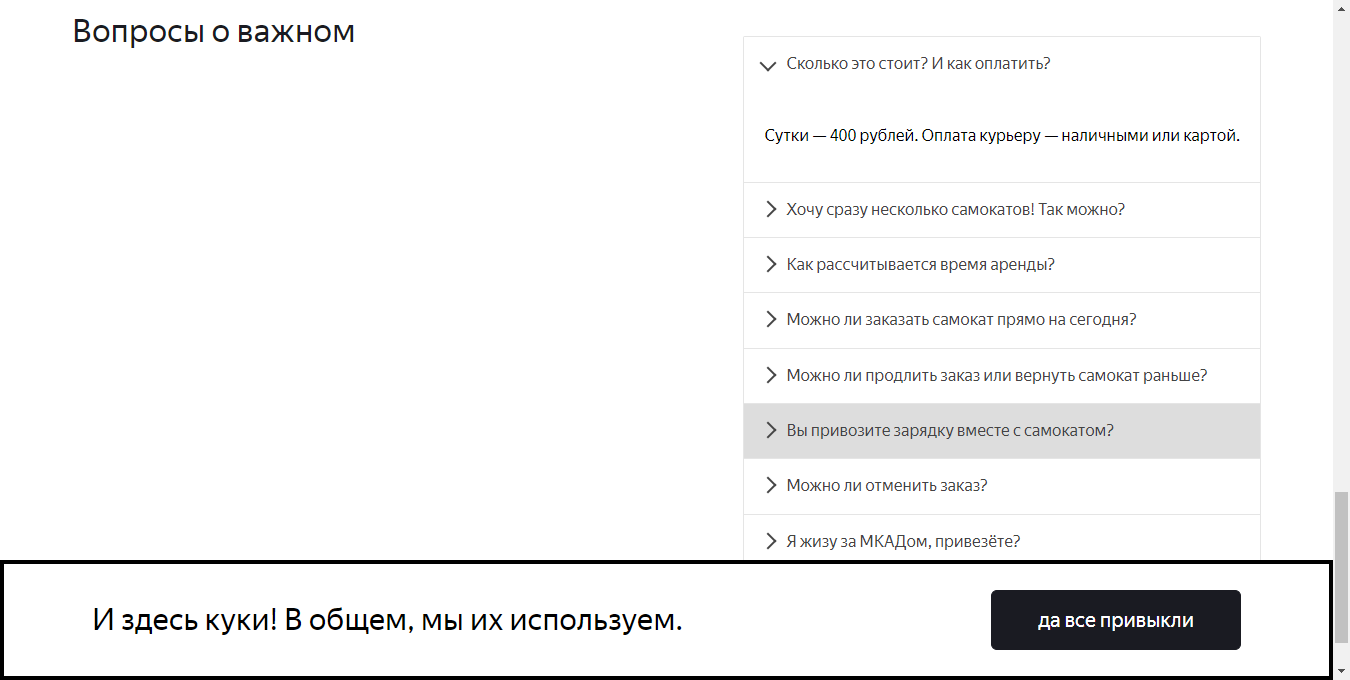 Вопросы о важном
Сколько это стоит? И как оплатить?
Сутки — 400 рублей. Оплата курьеру — наличными или картой.
Хочу сразу несколько самокатов! Так можно?
Как рассчитывается время аренды?
Можно ли заказать самокат прямо на сегодня?
Можно ли продлить заказ или вернуть самокат раньше?
Вы привозите зарядку вместе с самокатом?
Можно ли отменить заказ?
Я жизу за МКАДом, привезёте?
И здесь куки! В общем, мы их используем.
да все привыкли